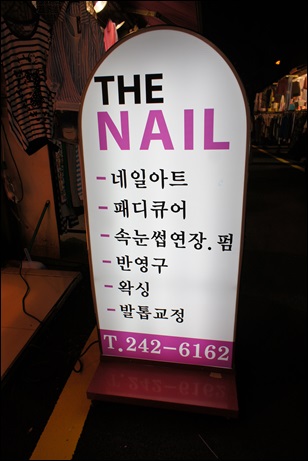 THE
NAIL
-네일아트
-패디큐어
-속눈썹연장.펌
-반영구
-왁싱
-발톱교정
T.242-6162